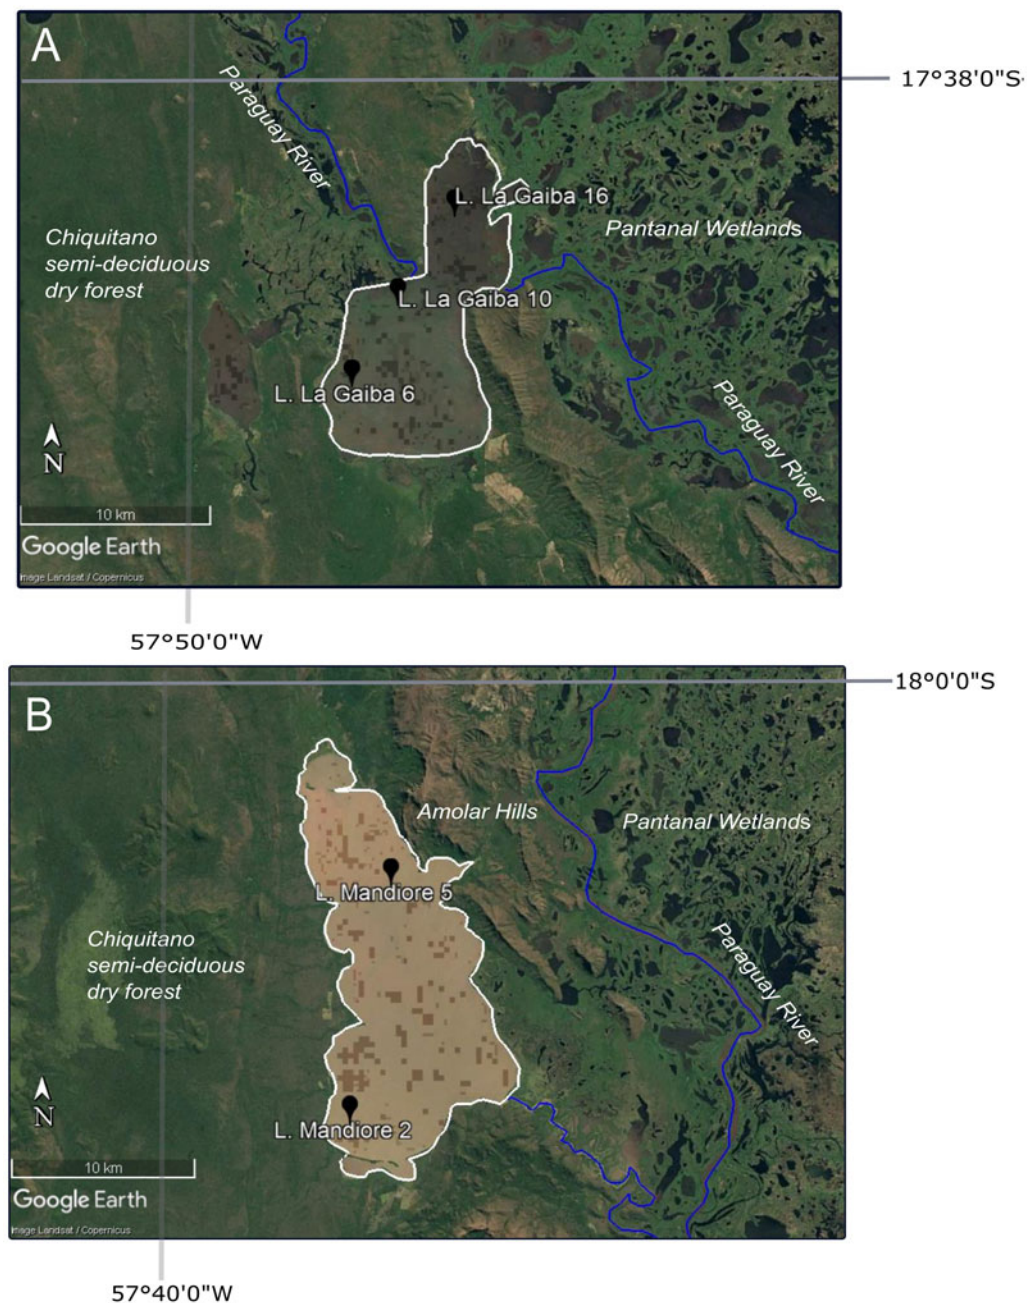 A
17°38'0"S
Paraguay River
L. La Gaiba 16
Pantanal Wetlands
Chiquitano
semi-deciduous
dry forest
L. La Gaiba 10
L. La Gaiba 6
Paraguay River
N
10 km
Google Earth
Image Landsat / Copernicus
57°50'0"W
18°0'0"S
B
Amolar Hills
Pantanal Wetlands
L. Mandiore 5
Chiquitano
semi-deciduous
dry forest
Paraguay River
N
L. Mandiore 2
10 km
Google Earth
Image Landsat / Copernicus
57°40'0"W